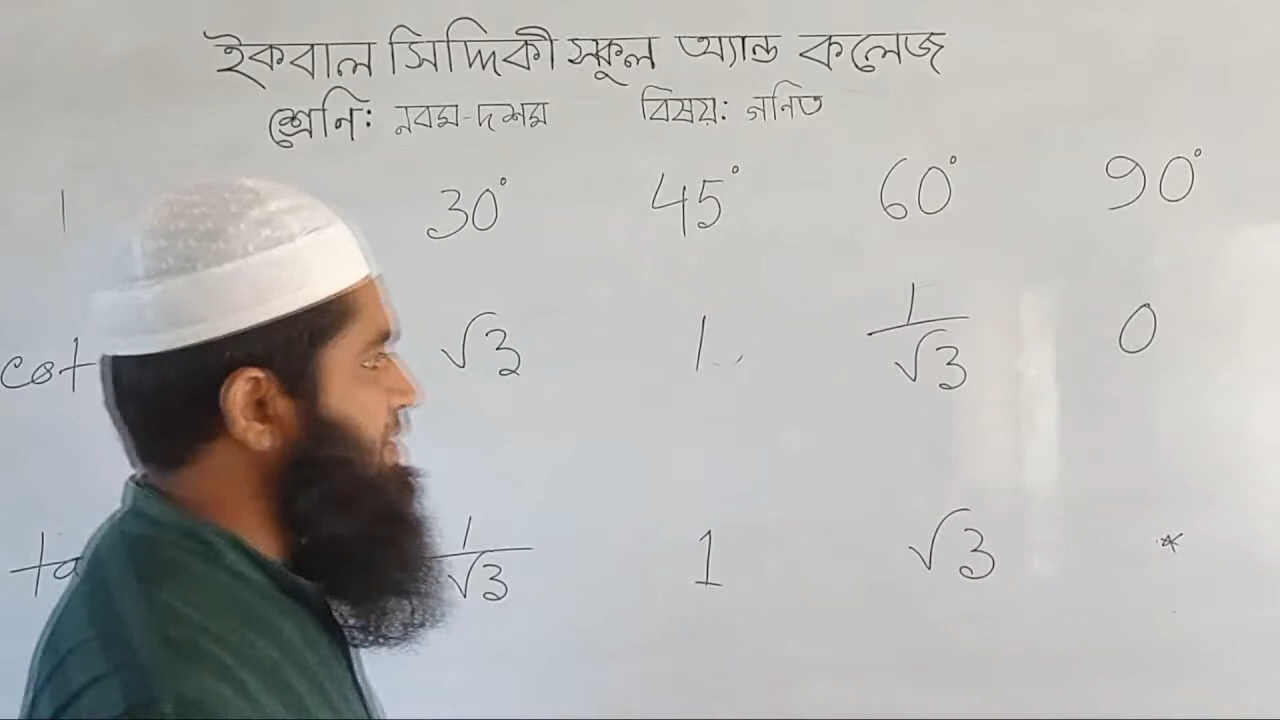 ইকবাল সিদ্দিকী স্কুল অ্যান্ড কলেজ
শ্রেণি: নবম-দশম বিষয়: গনিত
30° 45° 60° 90°
cot √3 1 1/√3 0
ta 1/√3 1 √3 *